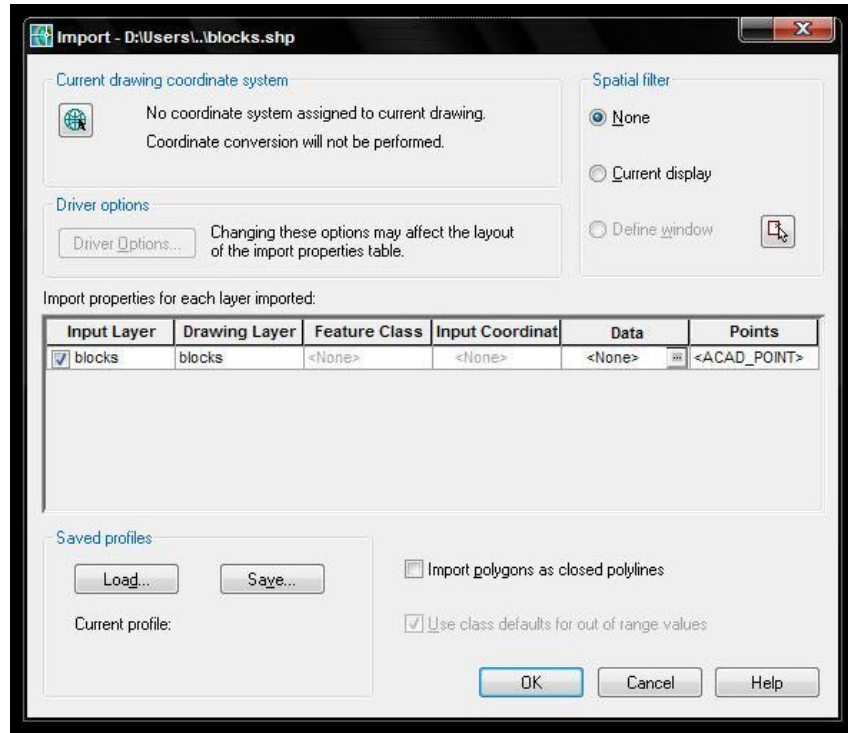 Import - D:\Users\..\blocks.shp
Current drawing coordinate system
No coordinate system assigned to current drawing.
Coordinate conversion will not be performed.
Spatial filter
None
Current display
Define window
Driver options
Driver Options...
Changing these options may affect the layout
of the import properties table.
Import properties for each layer imported:
Input Layer Drawing Layer Feature Class Input Coordinat Data Points
blocks blocks <None> <None> <None> ... <ACAD_POINT>
Saved profiles
Load... Save...
Current profile:
Import polygons as closed polylines
Use class defaults for out of range values
OK Cancel Help